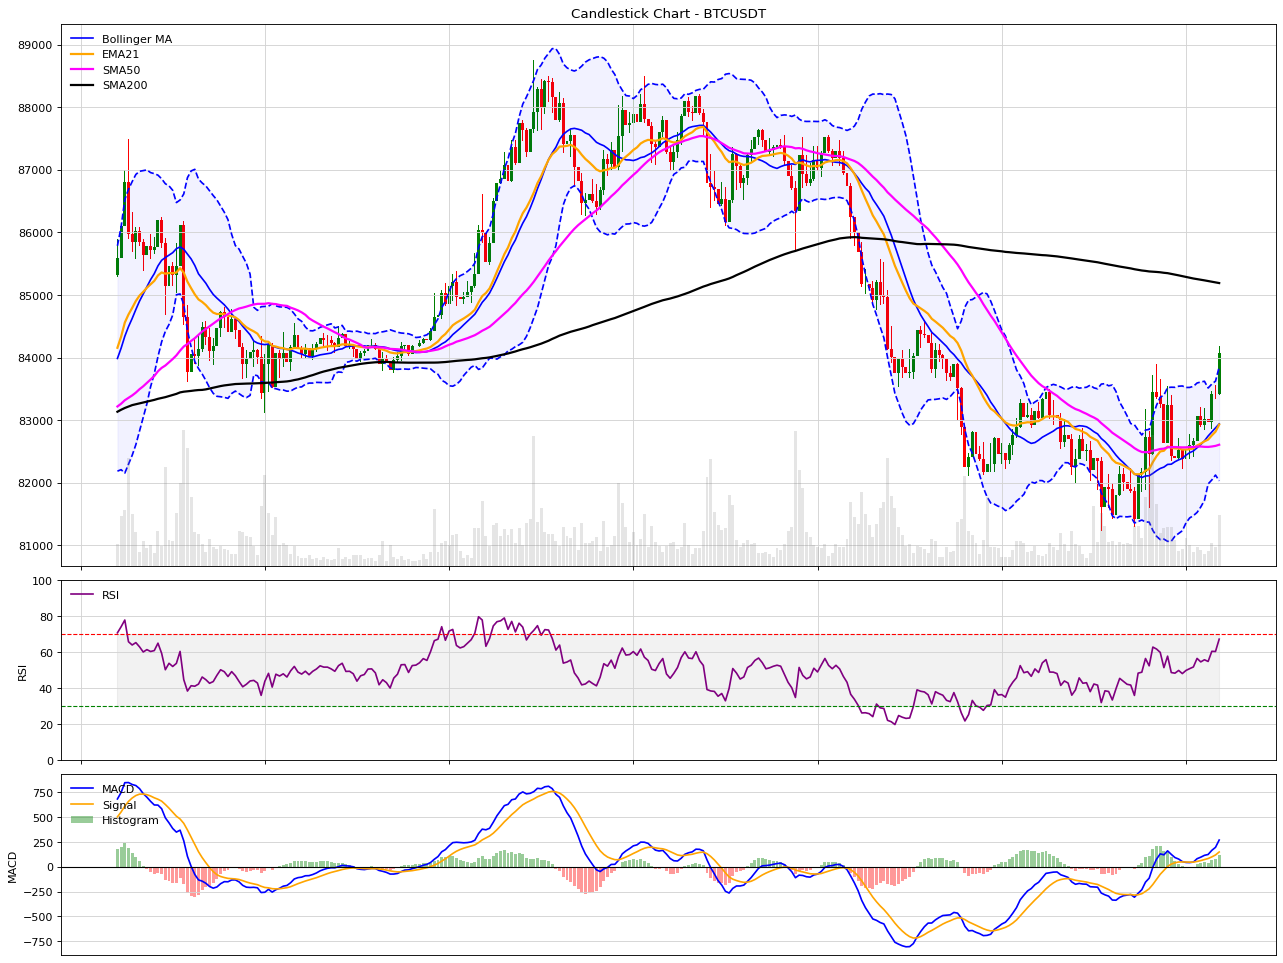 Candlestick Chart - BTCUSDT
Bollinger MA
EMA21
SMA50
SMA200
89000
88000
87000
86000
85000
84000
83000
82000
81000
RSI
RSI
100
80
60
40
20
0
MACD
Signal
Histogram
MACD
750
500
250
0
−250
−500
−750